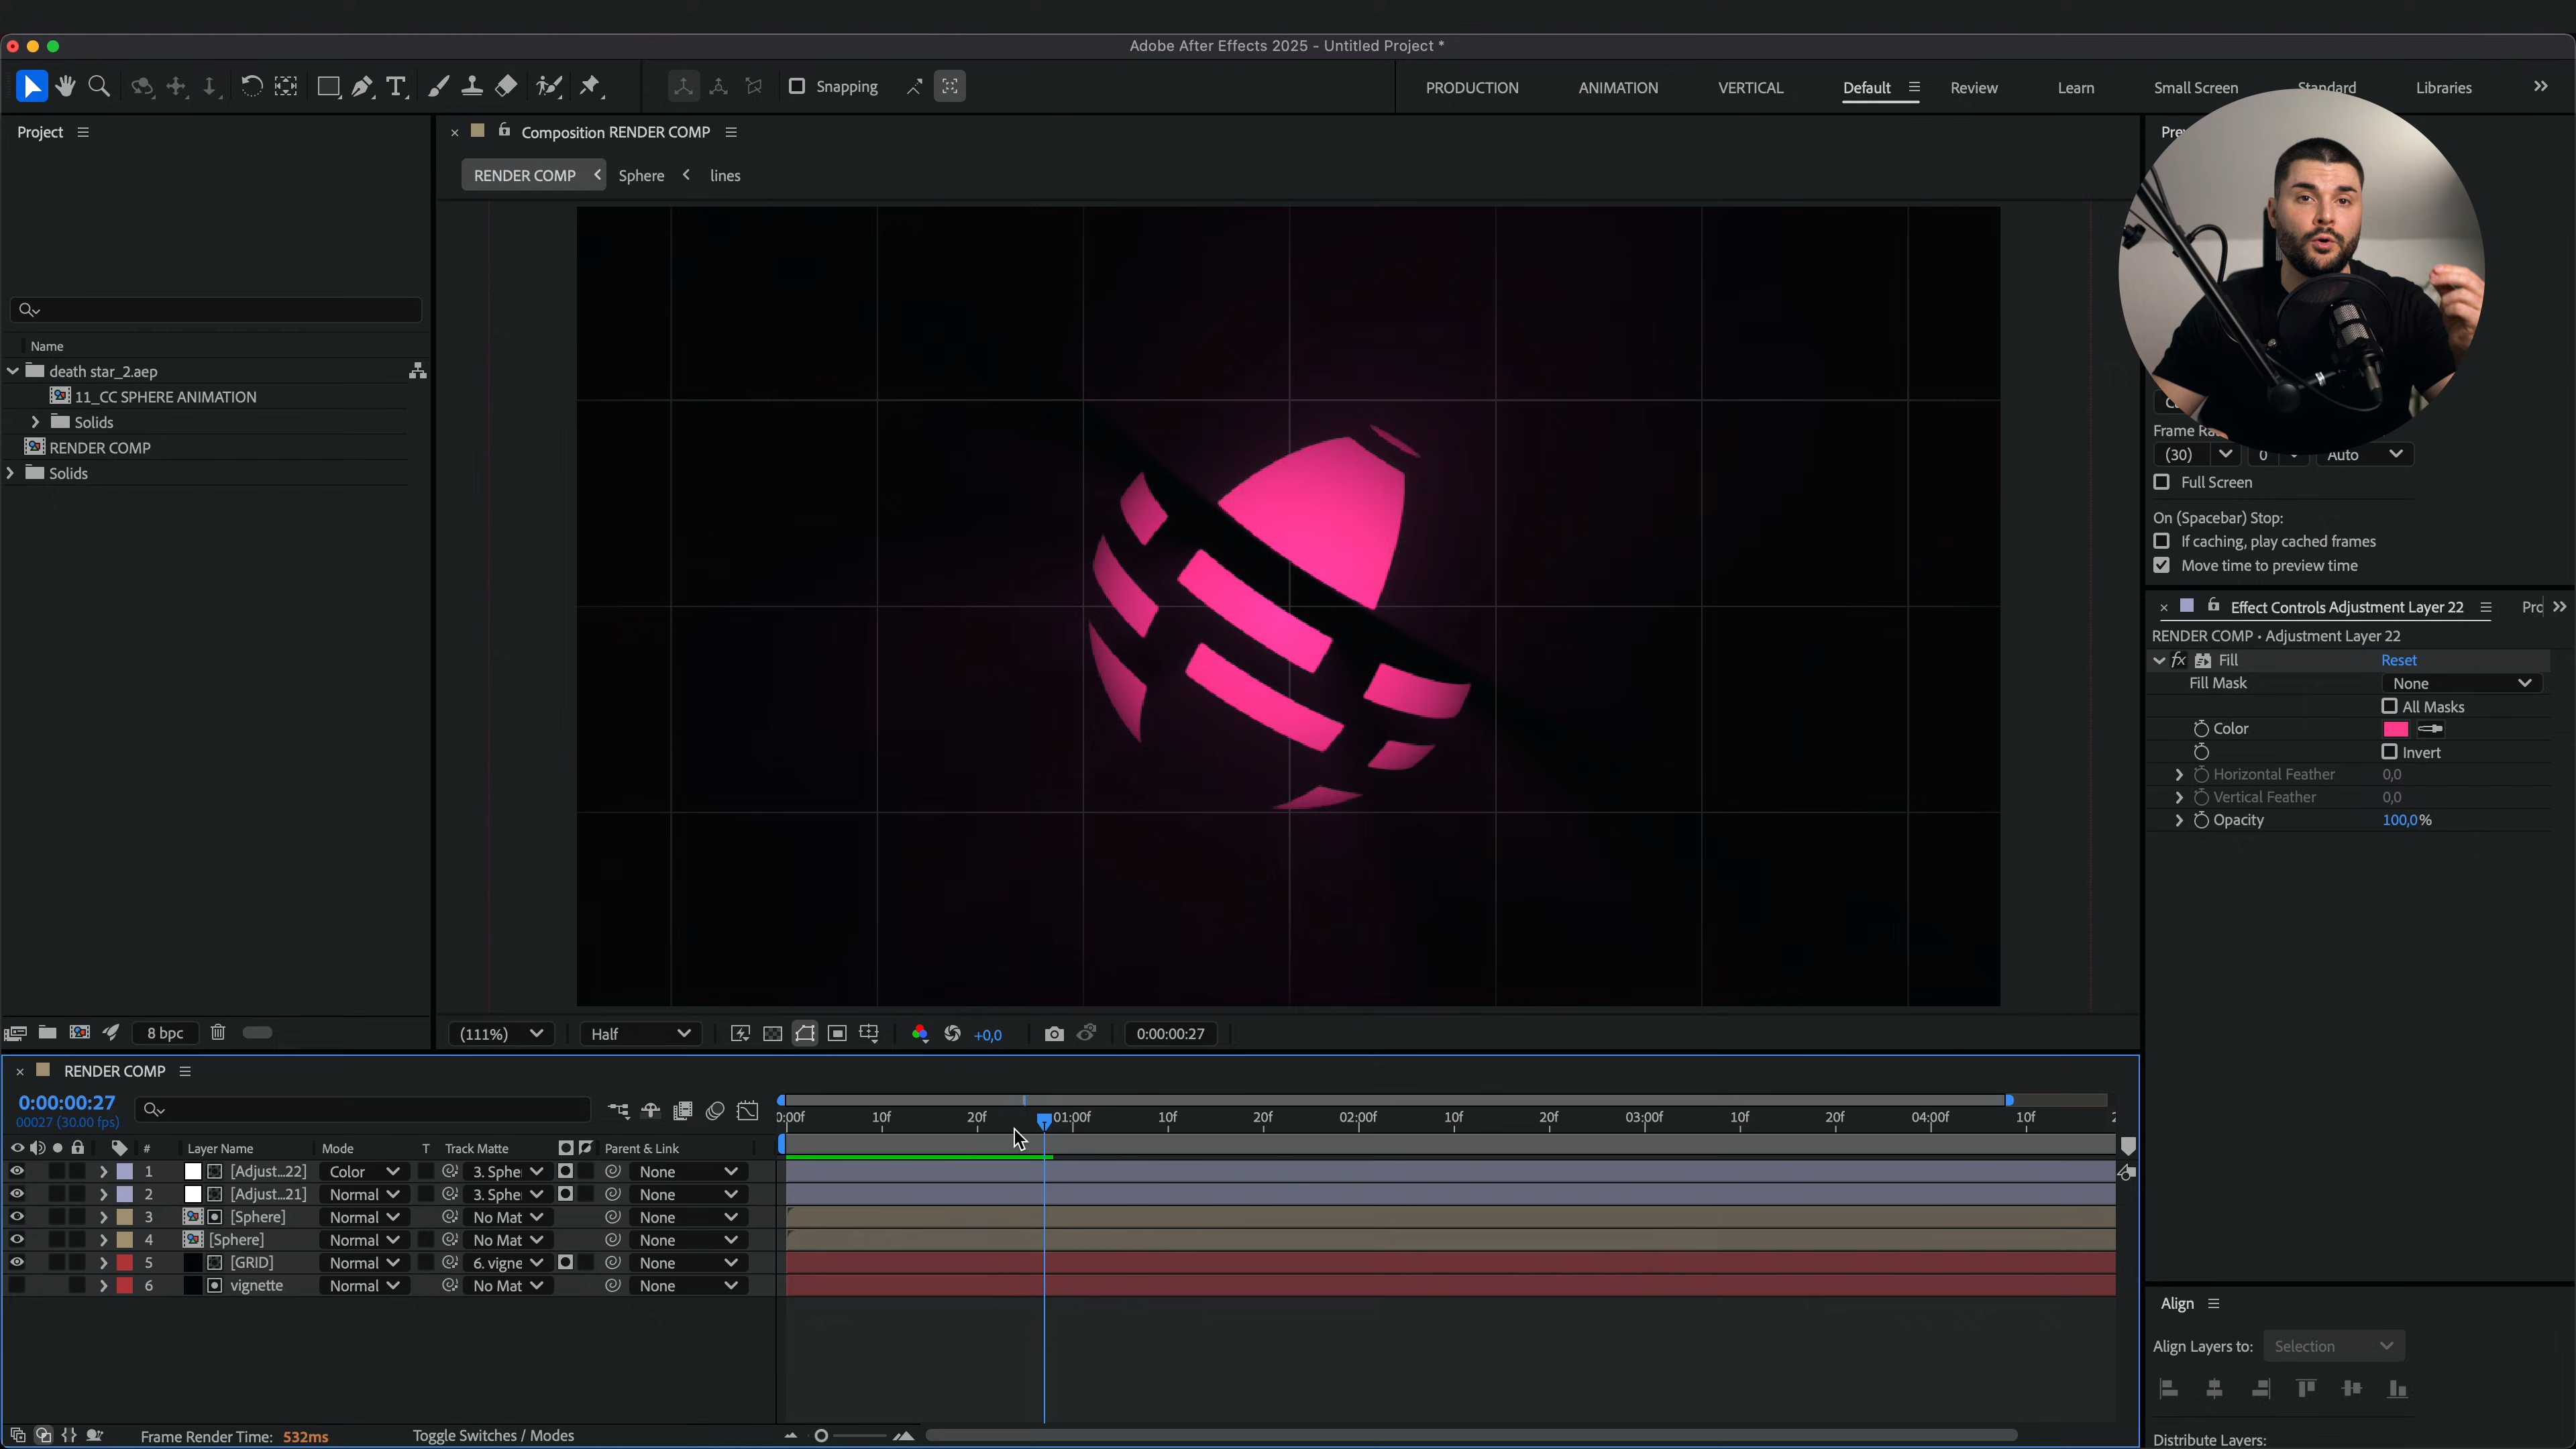 Adobe After Effects 2025 - Untitled Project *
Snapping
PRODUCTION
ANIMATION
VERTICAL
Default
Review
Learn
Small Screen
Standard
Libraries
Project
Composition RENDER COMP
RENDER COMP
Sphere
lines
Name
death star_2.aep
11_CC SPHERE ANIMATION
Solids
RENDER COMP
Solids
(30)
0
Auto
Full Screen
On (Spacebar) Stop:
If caching, play cached frames
Move time to preview time
Effect Controls Adjustment Layer 22
RENDER COMP • Adjustment Layer 22
fx Fill Reset
Fill Mask None
All Masks
Color
Invert
Horizontal Feather 0,0
Vertical Feather 0,0
Opacity 100,0%
8 bpc
(111%)
Half
+0,0
0:00:00:27
RENDER COMP
0:00:00:27
00027 (30.00 fps)
0:00f 10f 20f 01:00f 10f 20f 02:00f 10f 20f 03:00f 10f 20f 04:00f 10f 2
# Layer Name Mode T Track Matte Parent & Link
1 [Adjust...22] Color 3. Sphe None
2 [Adjust...21] Normal 3. Sphe None
3 [Sphere] Normal No Mat None
4 [Sphere] Normal No Mat None
5 [GRID] Normal 6. vigne None
6 vignette Normal No Mat None
Frame Render Time: 532ms
Toggle Switches / Modes
Align
Align Layers to: Selection
Distribute Layers: